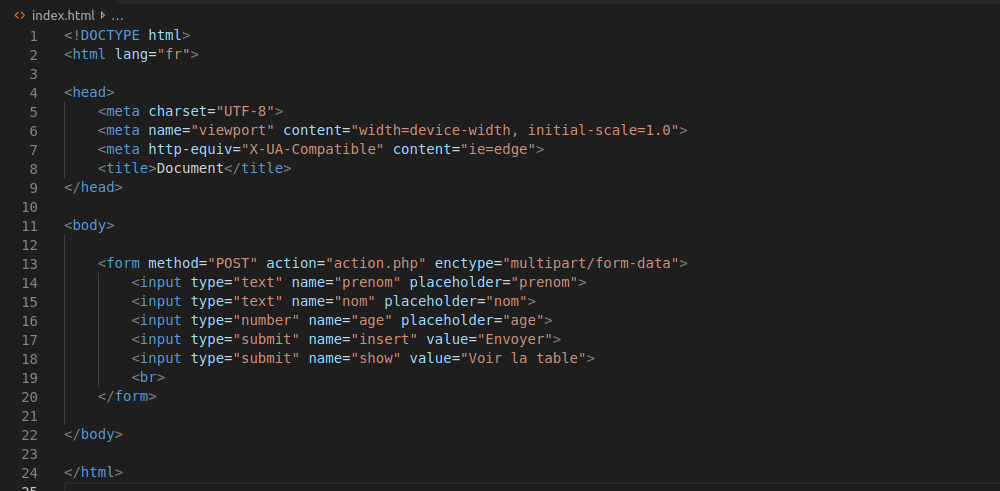 <> index.html ▸ ...
1 <!DOCTYPE html>
2 <html lang="fr">
3
4 <head>
5     <meta charset="UTF-8">
6     <meta name="viewport" content="width=device-width, initial-scale=1.0">
7     <meta http-equiv="X-UA-Compatible" content="ie=edge">
8     <title>Document</title>
9 </head>
10
11 <body>
12
13     <form method="POST" action="action.php" enctype="multipart/form-data">
14         <input type="text" name="prenom" placeholder="prenom">
15         <input type="text" name="nom" placeholder="nom">
16         <input type="number" name="age" placeholder="age">
17         <input type="submit" name="insert" value="Envoyer">
18         <input type="submit" name="show" value="Voir la table">
19         <br>
20     </form>
21
22 </body>
23
24 </html>
25